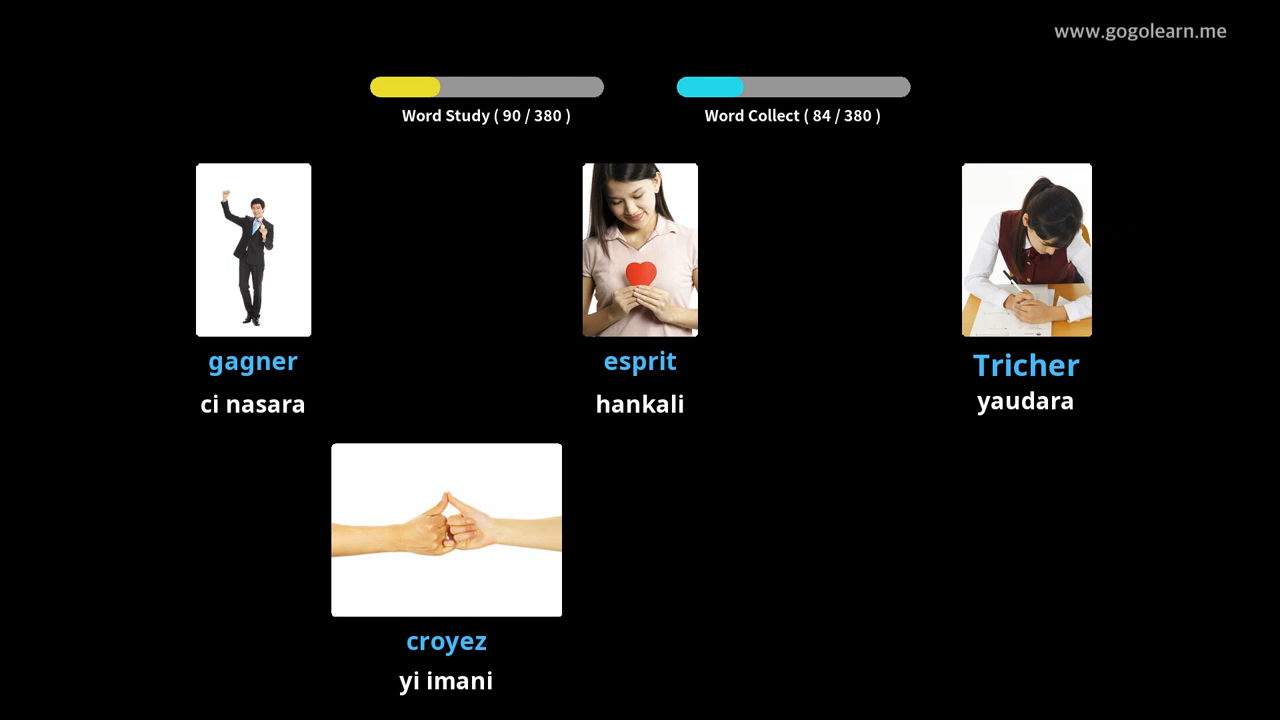 www.gogolearn.me
Word Study ( 90 / 380 )
Word Collect ( 84 / 380 )
gagner
ci nasara
esprit
hankali
Tricher
yaudara
croyez
yi imani